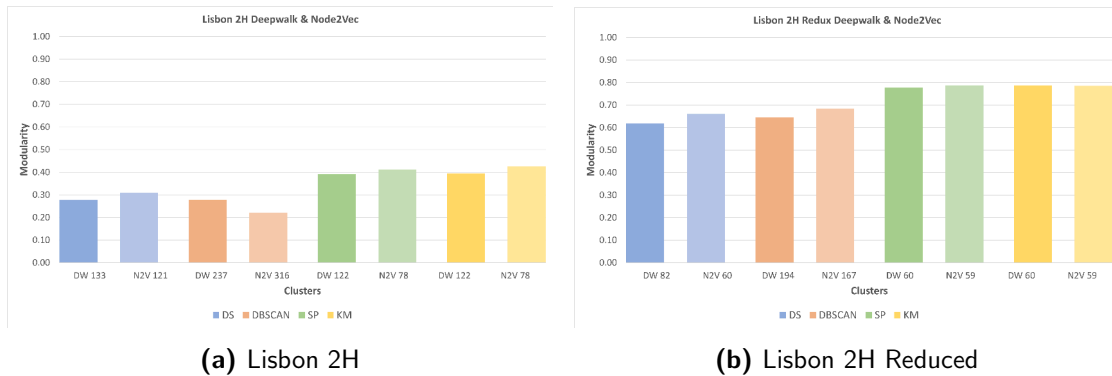 Lisbon 2H Deepwalk & Node2Vec
1.00
0.90
0.80
0.70
0.60
0.50
0.40
0.30
0.20
0.10
0.00
Modularity
DW 133 N2V 121 DW 237 N2V 316 DW 122 N2V 78 DW 122 N2V 78
Clusters
DS DBSCAN SP KM
(a) Lisbon 2H
Lisbon 2H Redux Deepwalk & Node2Vec
1.00
0.90
0.80
0.70
0.60
0.50
0.40
0.30
0.20
0.10
0.00
Modularity
DW 82 N2V 60 DW 194 N2V 167 DW 60 N2V 59 DW 60 N2V 59
Clusters
DS DBSCAN SP KM
(b) Lisbon 2H Reduced